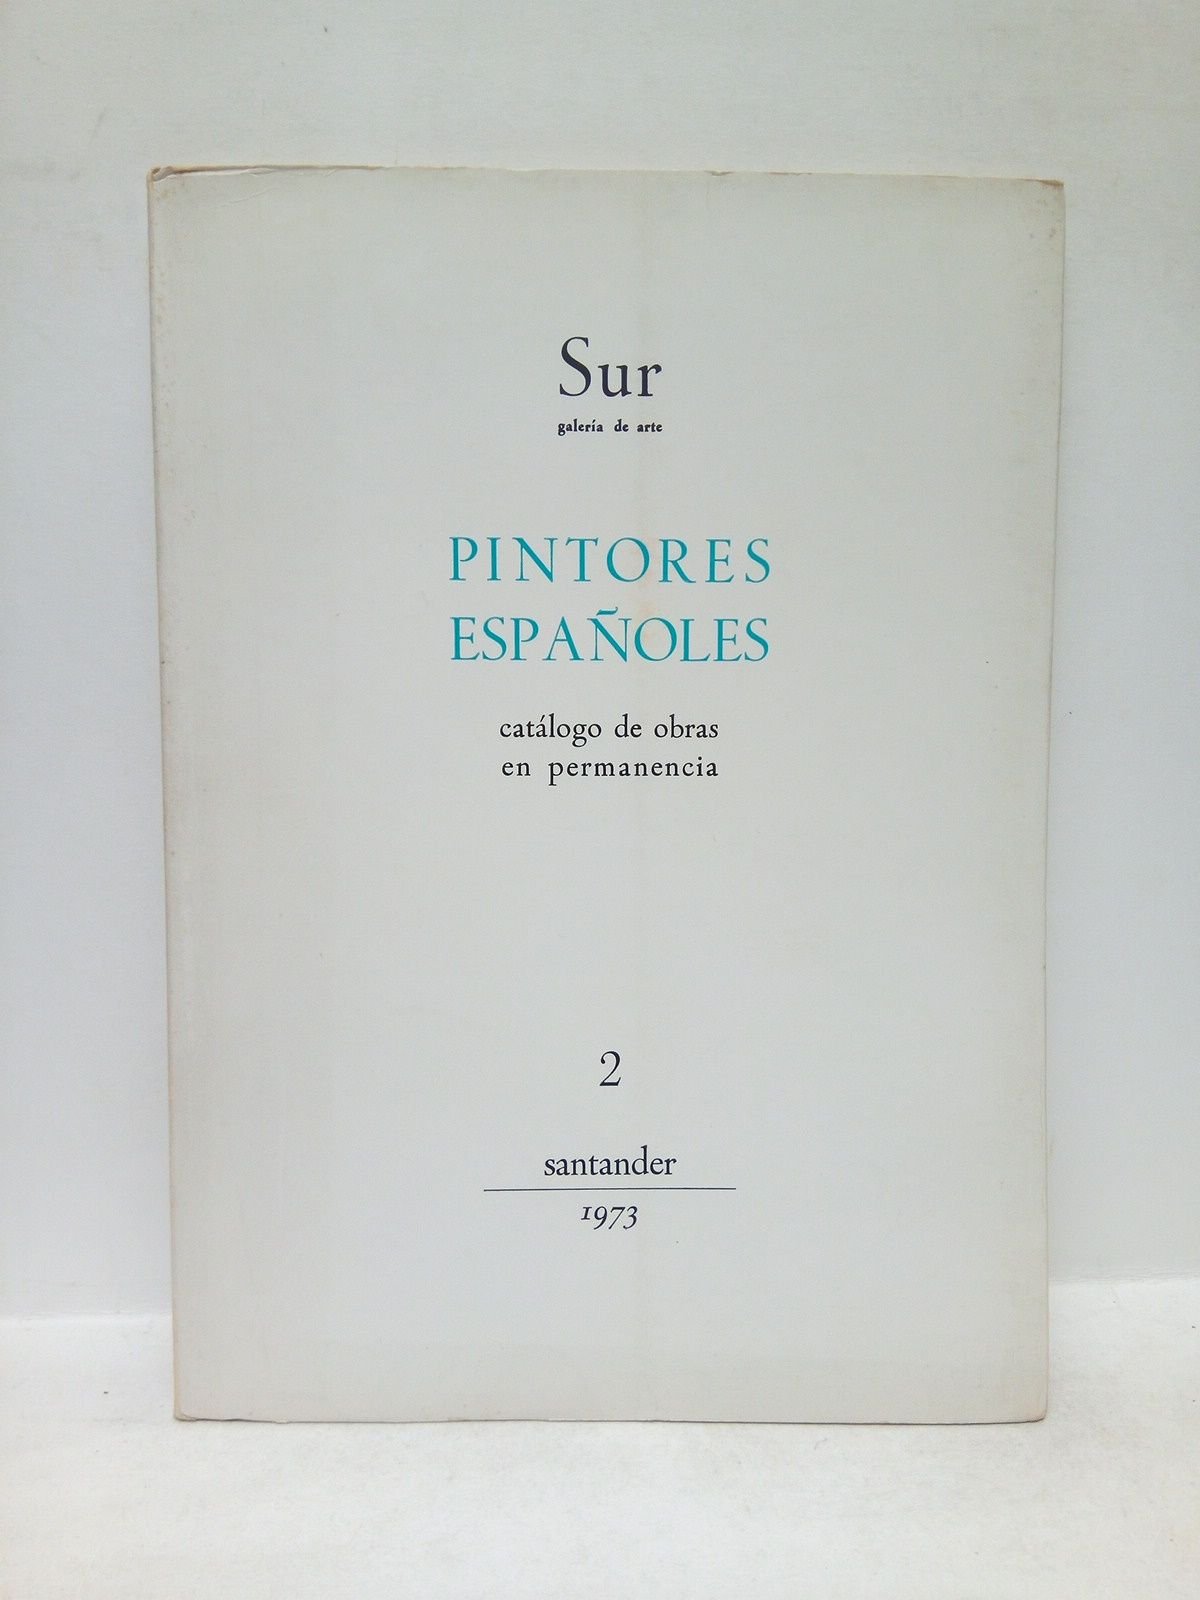 Sur
galería de arte
PINTORES
ESPAÑOLES
catálogo de obras
en permanencia
2
santander
1973